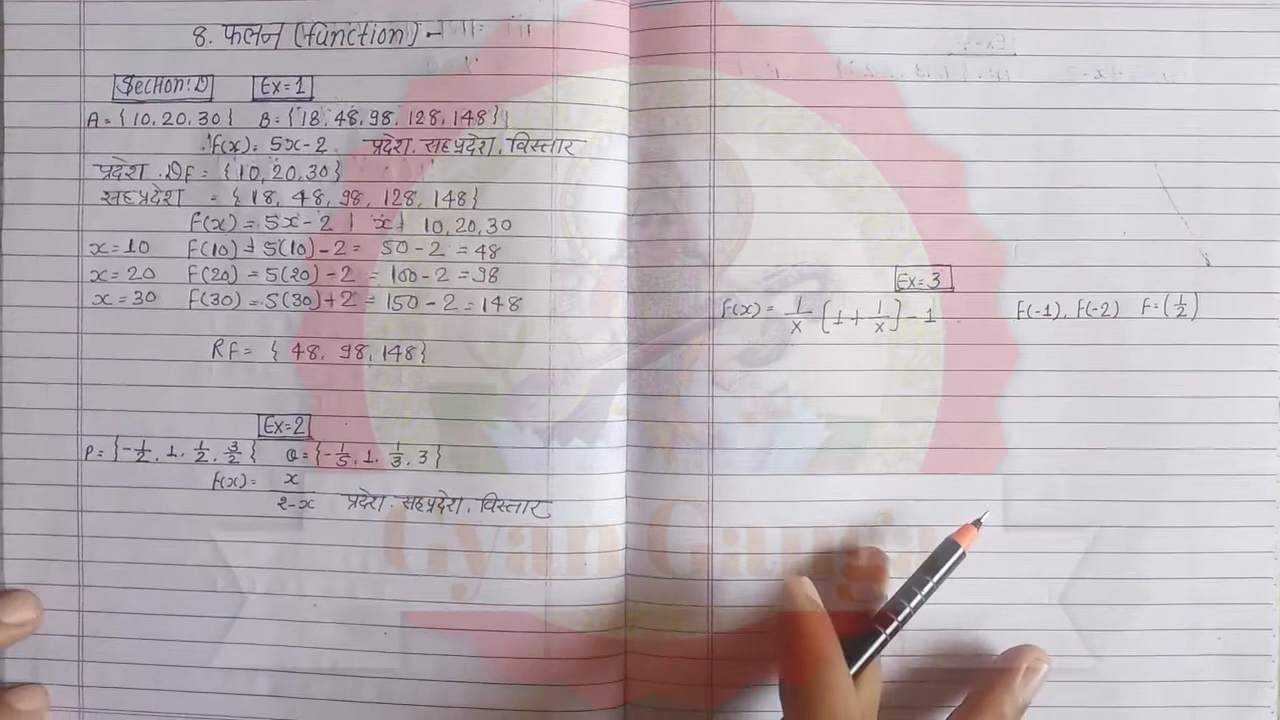 8. फलन (function) -
Section: D Ex=1
A = { 10, 20, 30 } B = { 18, 48, 98, 128, 148 }
f(x) = 5x-2 प्रदेश. सहप्रदेश. विस्तार
प्रदेश . DF = { 10, 20, 30 }
सहप्रदेश = { 18, 48, 98, 128, 148 }
F(x) = 5x - 2 | x | 10, 20, 30
x = 10 F(10) = 5(10) - 2 = 50 - 2 = 48
x = 20 F(20) = 5(20) - 2 = 100 - 2 = 98
x = 30 F(30) = 5(30) + 2 = 150 - 2 = 148
RF = { 48, 98, 148 }
Ex=2
P = { -1/2, 1, 1/2, 3/2 } Q = { -1/5, 1, 1/3, 3 }
f(x) = x
2-x प्रदेश. सहप्रदेश. विस्तार
Ex=3
F(x) = 1/x [1 + 1/x] - 1 F(-1), F(-2) F = (1/2)
Gyan Ganga